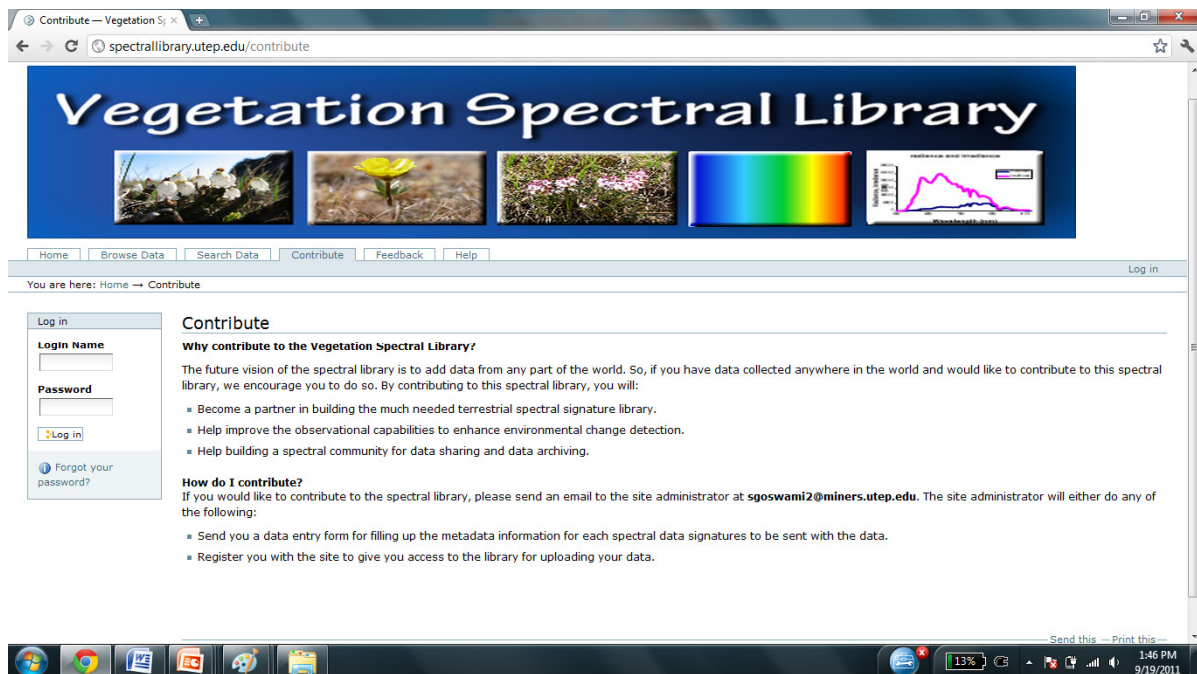 Contribute — Vegetation Sp
spectrallibrary.utep.edu/contribute
Vegetation Spectral Library
radiance and irradiance
Wavelength (nm)
Home Browse Data Search Data Contribute Feedback Help
Log in
You are here: Home → Contribute
Log in
Login Name
Password
Log in
Forgot your
password?
Contribute
Why contribute to the Vegetation Spectral Library?
The future vision of the spectral library is to add data from any part of the world. So, if you have data collected anywhere in the world and would like to contribute to this spectral
library, we encourage you to do so. By contributing to this spectral library, you will:
Become a partner in building the much needed terrestrial spectral signature library.
Help improve the observational capabilities to enhance environmental change detection.
Help building a spectral community for data sharing and data archiving.
How do I contribute?
If you would like to contribute to the spectral library, please send an email to the site administrator at sgoswami2@miners.utep.edu. The site administrator will either do any of
the following:
Send you a data entry form for filling up the metadata information for each spectral data signatures to be sent with the data.
Register you with the site to give you access to the library for uploading your data.
Send this — Print this —
13%
1:46 PM
9/19/2011